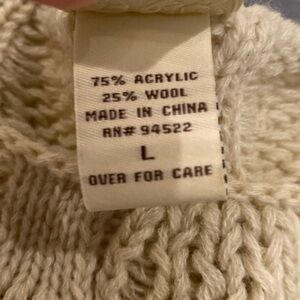 75% ACRYLIC
25% WOOL
MADE IN CHINA
RN# 94522
L
OVER FOR CARE